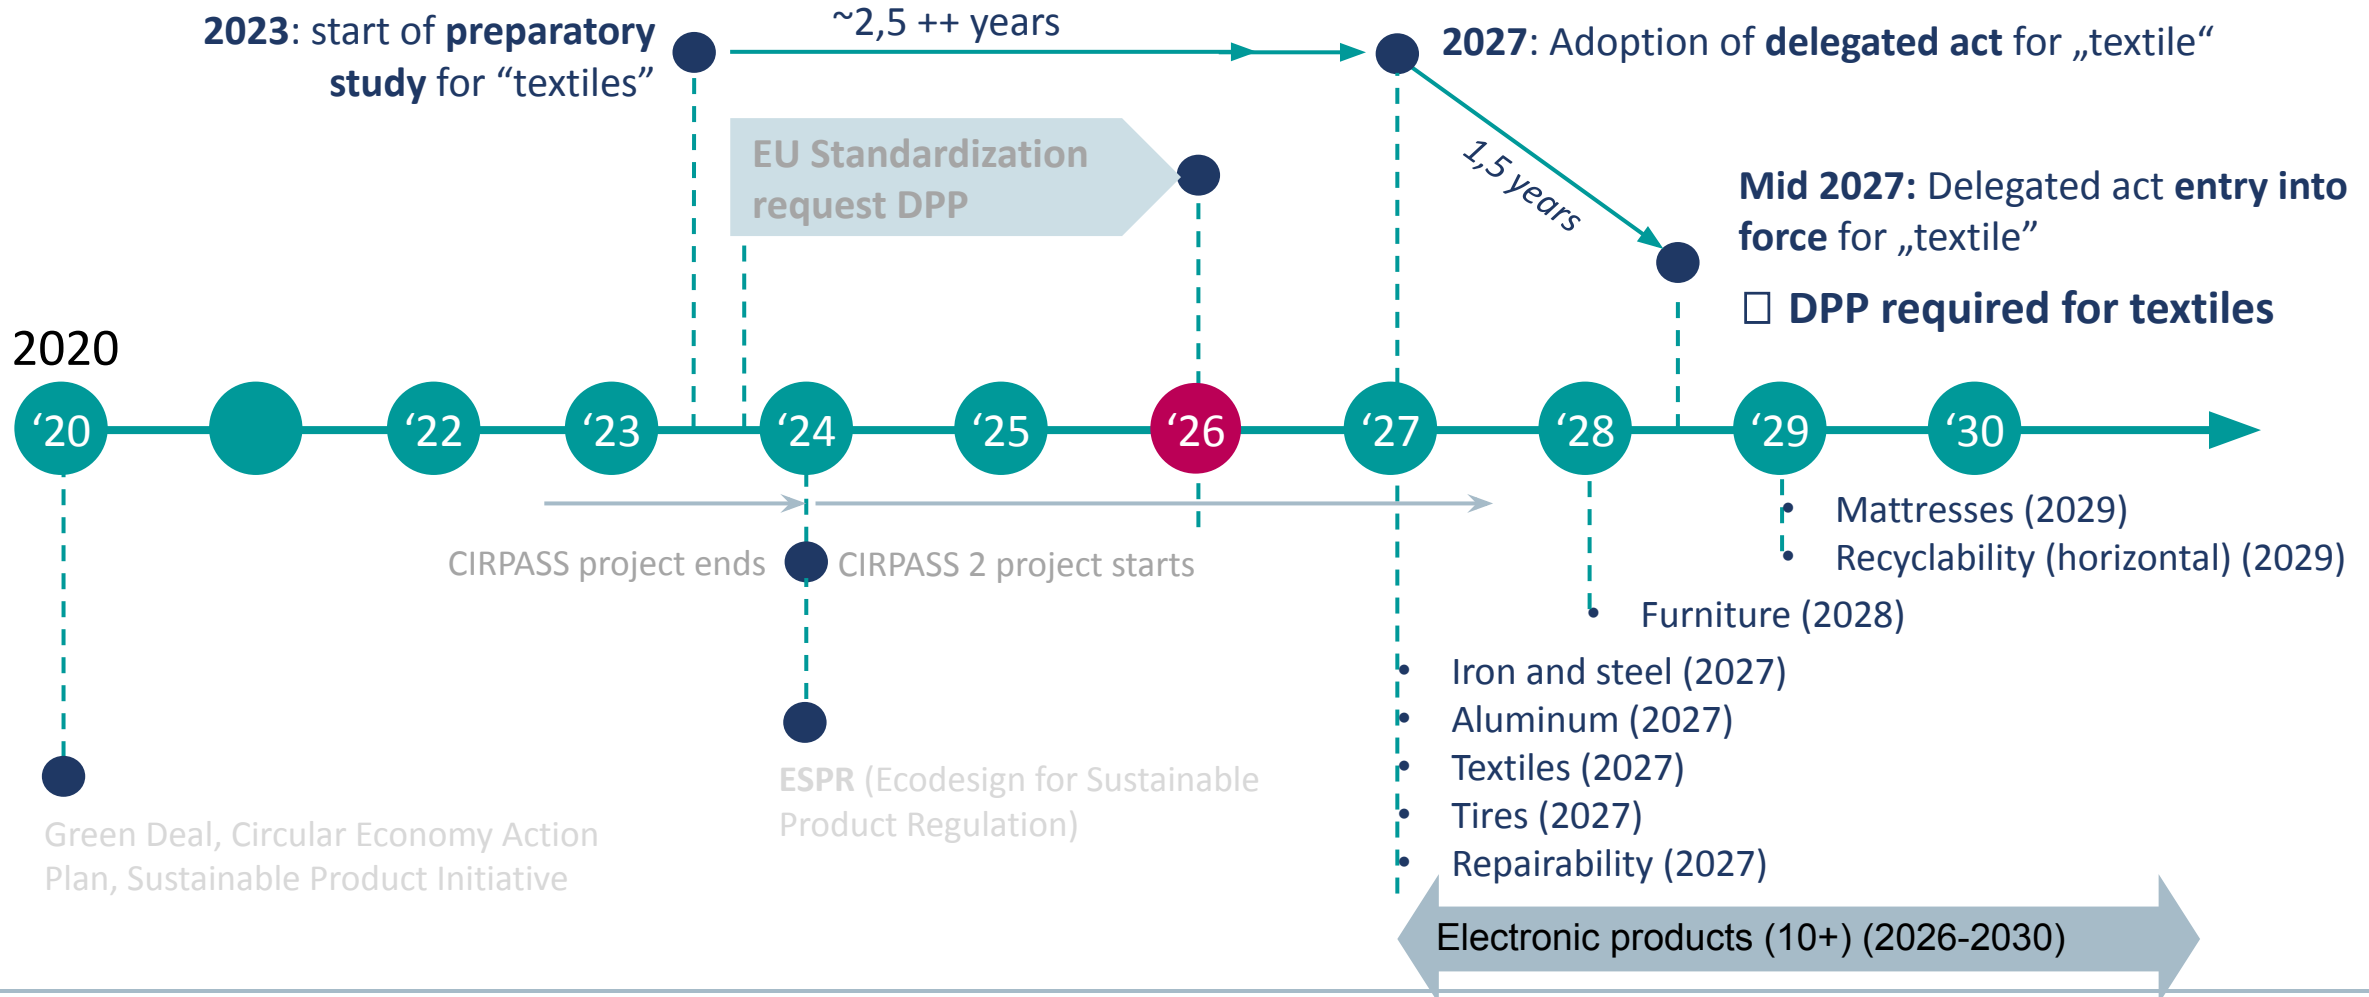 2023: start of preparatory
study for “textiles”
~2,5 ++ years
2027: Adoption of delegated act for „textile“
EU Standardization
request DPP
1,5 years
Mid 2027: Delegated act entry into
force for „textile”
□ DPP required for textiles
2020
‘20
‘22
‘23
‘24
‘25
‘26
‘27
‘28
‘29
‘30
CIRPASS project ends
CIRPASS 2 project starts
• Mattresses (2029)
• Recyclability (horizontal) (2029)
• Furniture (2028)
• Iron and steel (2027)
• Aluminum (2027)
• Textiles (2027)
• Tires (2027)
• Repairability (2027)
ESPR (Ecodesign for Sustainable
Product Regulation)
Green Deal, Circular Economy Action
Plan, Sustainable Product Initiative
Electronic products (10+) (2026-2030)